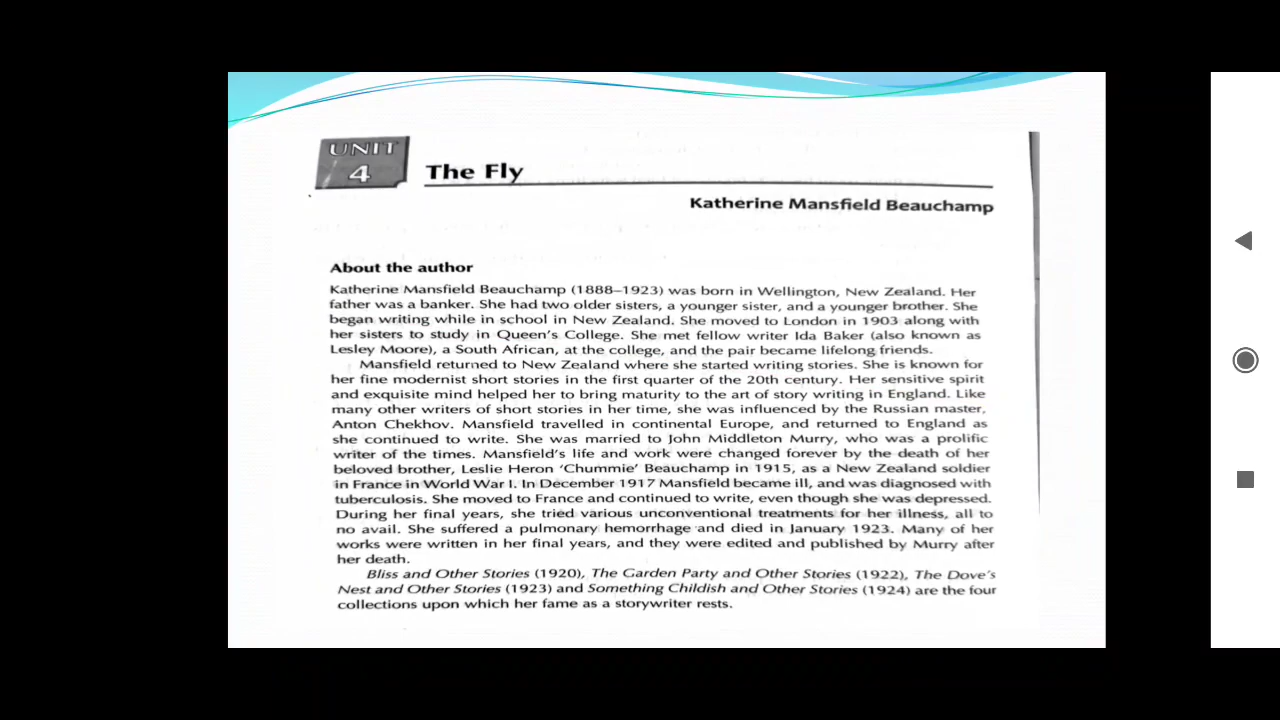 UNIT
4
The Fly
Katherine Mansfield Beauchamp
About the author
Katherine Mansfield Beauchamp (1888–1923) was born in Wellington, New Zealand. Her
father was a banker. She had two older sisters, a younger sister, and a younger brother. She
began writing while in school in New Zealand. She moved to London in 1903 along with
her sisters to study in Queen's College. She met fellow writer Ida Baker (also known as
Lesley Moore), a South African, at the college, and the pair became lifelong friends.
Mansfield returned to New Zealand where she started writing stories. She is known for
her fine modernist short stories in the first quarter of the 20th century. Her sensitive spirit
and exquisite mind helped her to bring maturity to the art of story writing in England. Like
many other writers of short stories in her time, she was influenced by the Russian master,
Anton Chekhov. Mansfield travelled in continental Europe, and returned to England as
she continued to write. She was married to John Middleton Murry, who was a prolific
writer of the times. Mansfield's life and work were changed forever by the death of her
beloved brother, Leslie Heron 'Chummie' Beauchamp in 1915, as a New Zealand soldier
in France in World War I. In December 1917 Mansfield became ill, and was diagnosed with
tuberculosis. She moved to France and continued to write, even though she was depressed.
During her final years, she tried various unconventional treatments for her illness, all to
no avail. She suffered a pulmonary hemorrhage and died in January 1923. Many of her
works were written in her final years, and they were edited and published by Murry after
her death.
Bliss and Other Stories (1920), The Garden Party and Other Stories (1922), The Dove's
Nest and Other Stories (1923) and Something Childish and Other Stories (1924) are the four
collections upon which her fame as a storywriter rests.